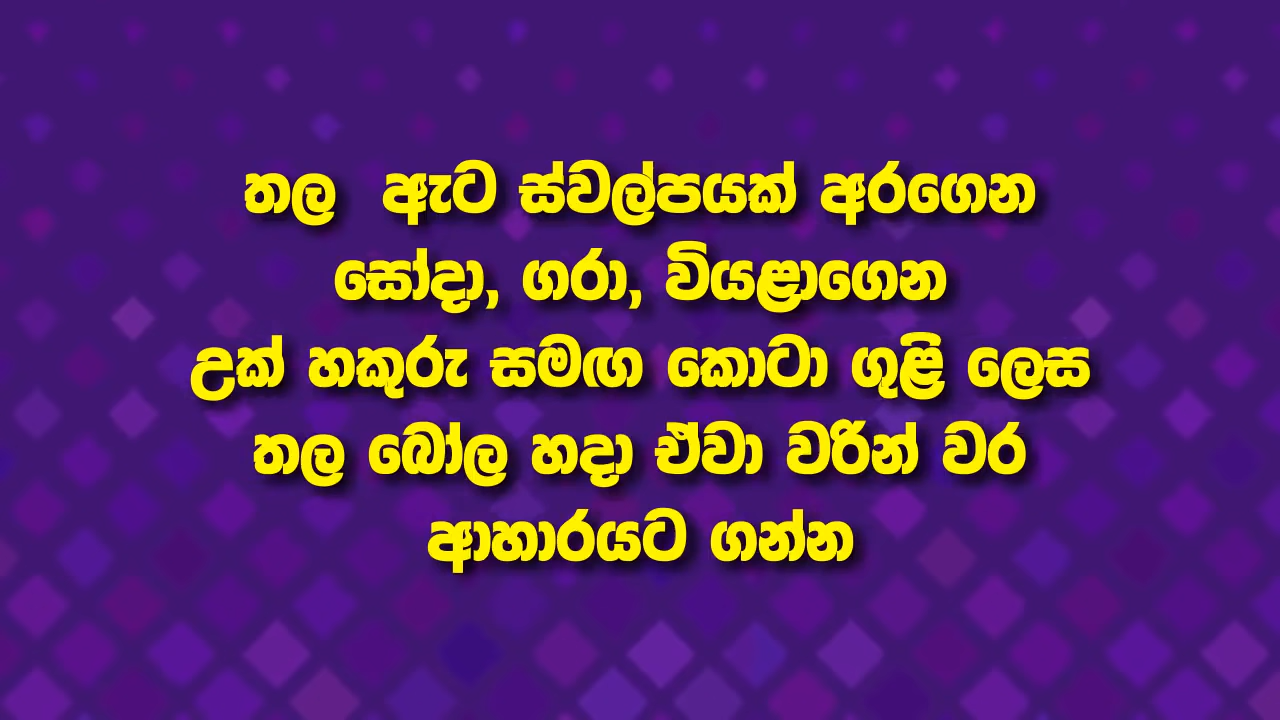 තල ඇට ස්වල්පයක් අරගෙන
සෝදා, ගරා, වියළාගෙන
උක් හකුරු සමඟ කොටා ගුළි ලෙස
තල බෝල හදා ඒවා වරින් වර
ආහාරයට ගන්න